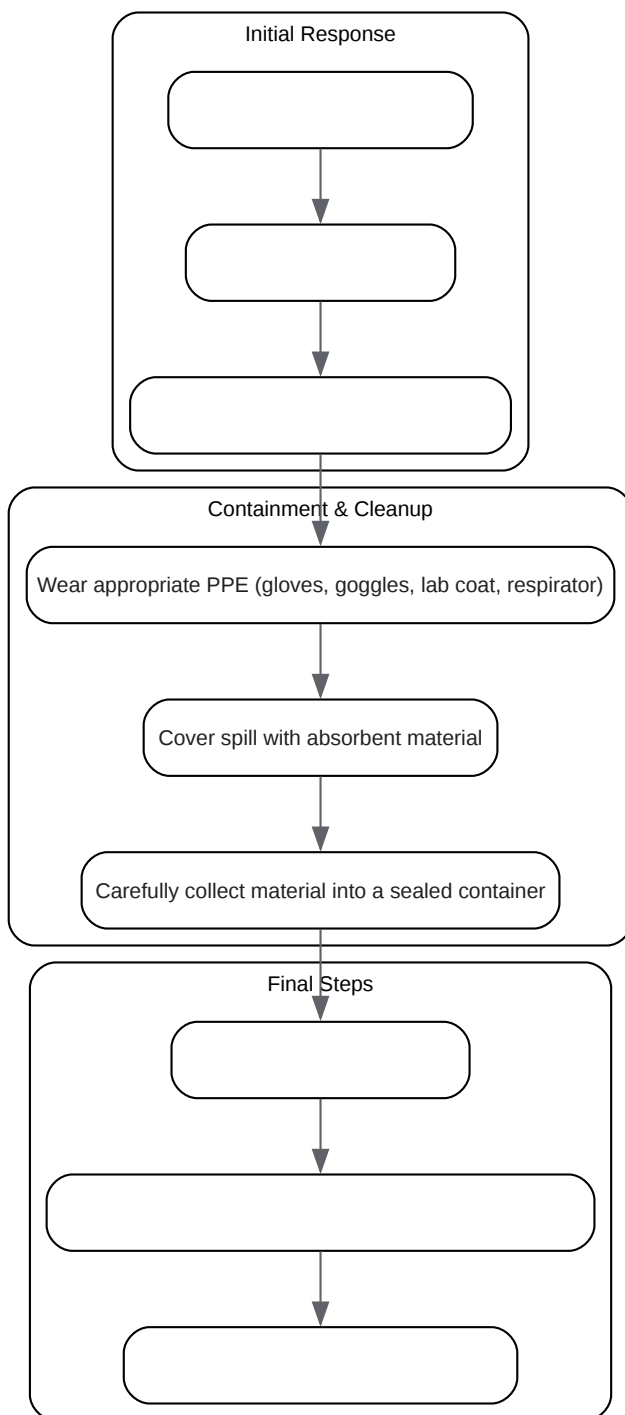 Initial Response
Containment & Cleanup
Wear appropriate PPE (gloves, goggles, lab coat, respirator)
Cover spill with absorbent material
Carefully collect material into a sealed container
Final Steps